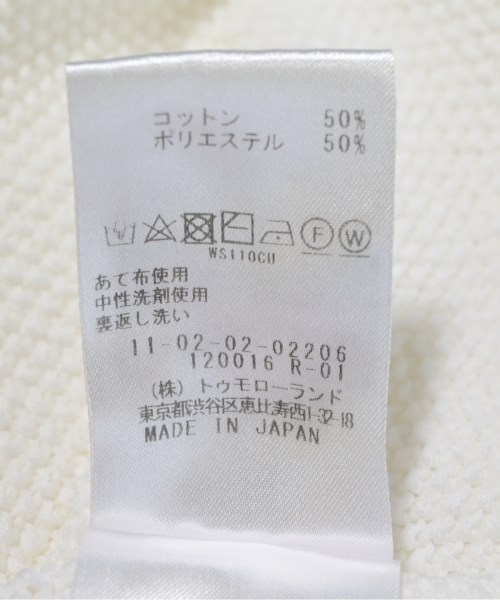 コットン 50%
ポリエステル 50%
F W
WS110CU
あて布使用
中性洗剤使用
裏返し洗い
11-02-02-02206
120016 R-01
(株) トゥモローランド
東京都渋谷区恵比寿西1-32-18
MADE IN JAPAN